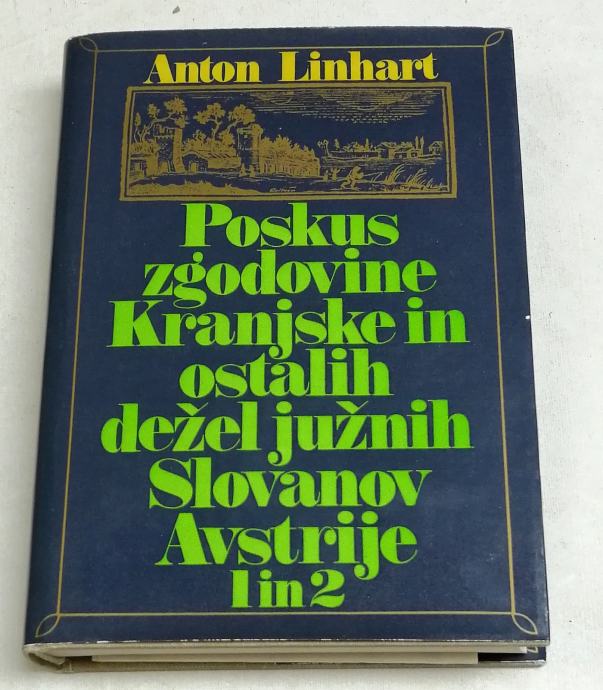 Anton Linhart
Poskus
zgodovine
Kranjske in
ostalih
dežel južnih
Slovanov
Avstrije
1 in 2